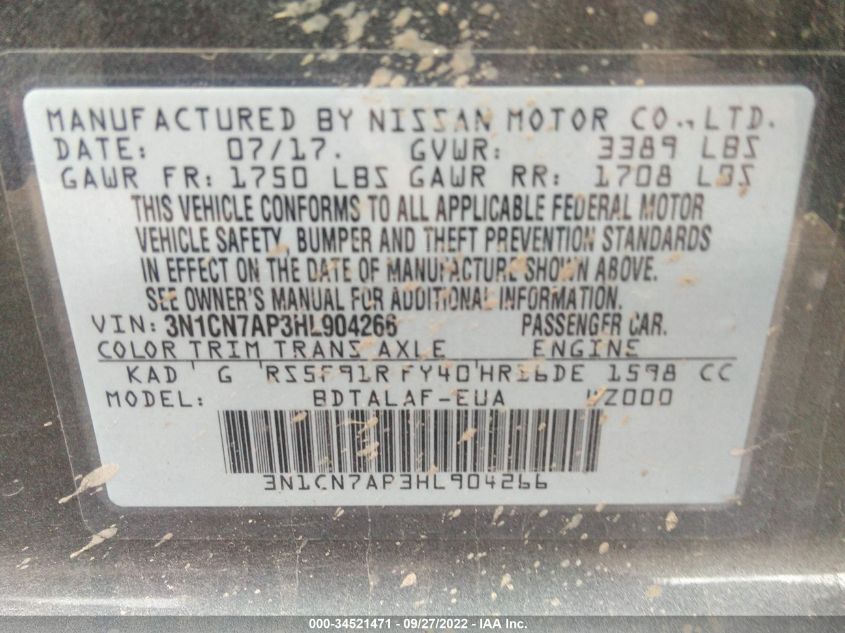 MANUFACTURED BY NISSAN MOTOR CO., LTD.
DATE: 07/17. GVWR: 3389 LBS
GAWR FR: 1750 LBS GAWR RR: 1708 LBS
THIS VEHICLE CONFORMS TO ALL APPLICABLE FEDERAL MOTOR
VEHICLE SAFETY, BUMPER AND THEFT PREVENTION STANDARDS
IN EFFECT ON THE DATE OF MANUFACTURE SHOWN ABOVE.
SEE OWNER'S MANUAL FOR ADDITIONAL INFORMATION.
VIN: 3N1CN7AP3HL904266 PASSENGER CAR.
COLOR TRIM TRANS AXLE ENGINE
KAD G RS5F91R FY40 HR16DE 1598 CC
MODEL: BDTALAF-EUA
3N1CN7AP3HL904266
000-34521471 - 09/27/2022 - IAA Inc.